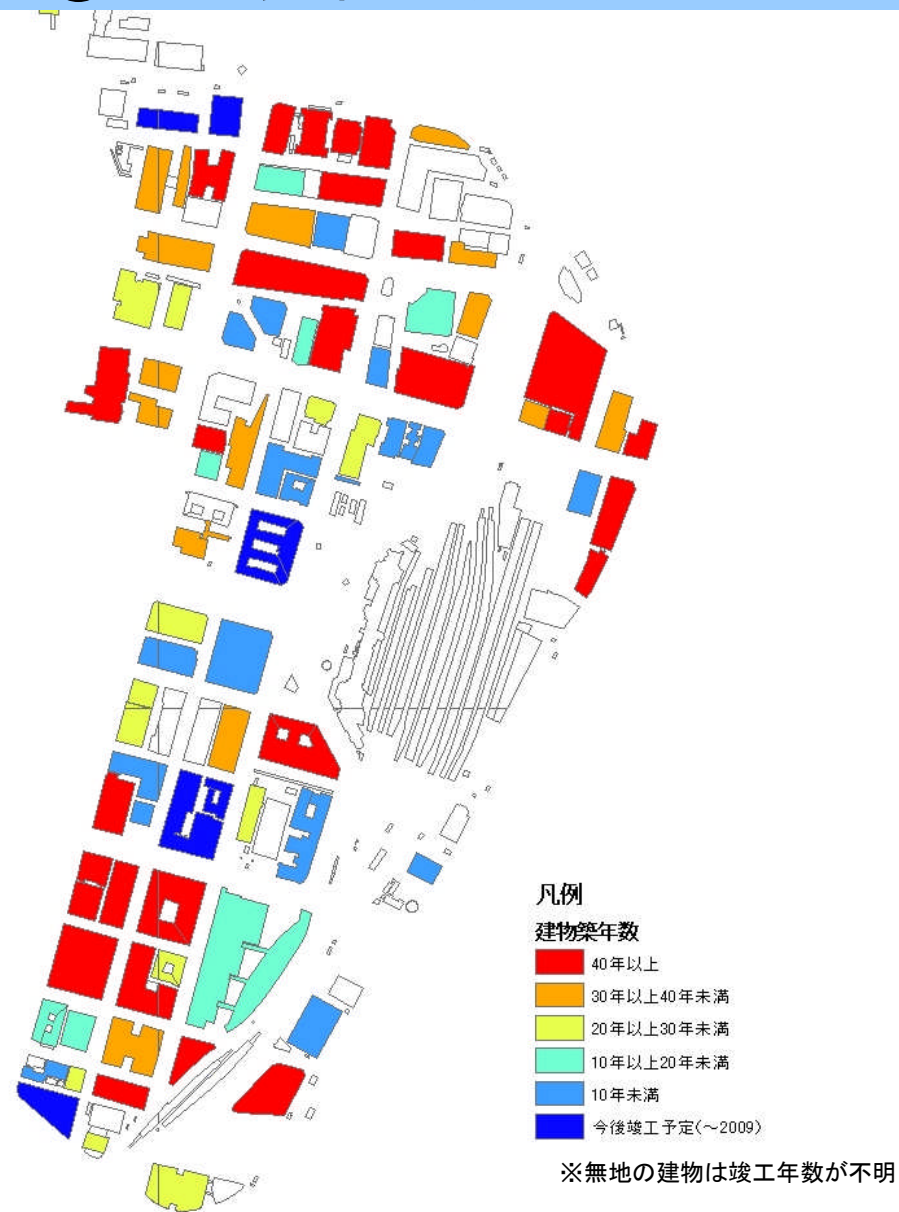 凡例
建物築年数
40年以上
30年以上40年未満
20年以上30年未満
10年以上20年未満
10年未満
今後竣工予定(～2009)
※無地の建物は竣工年数が不明